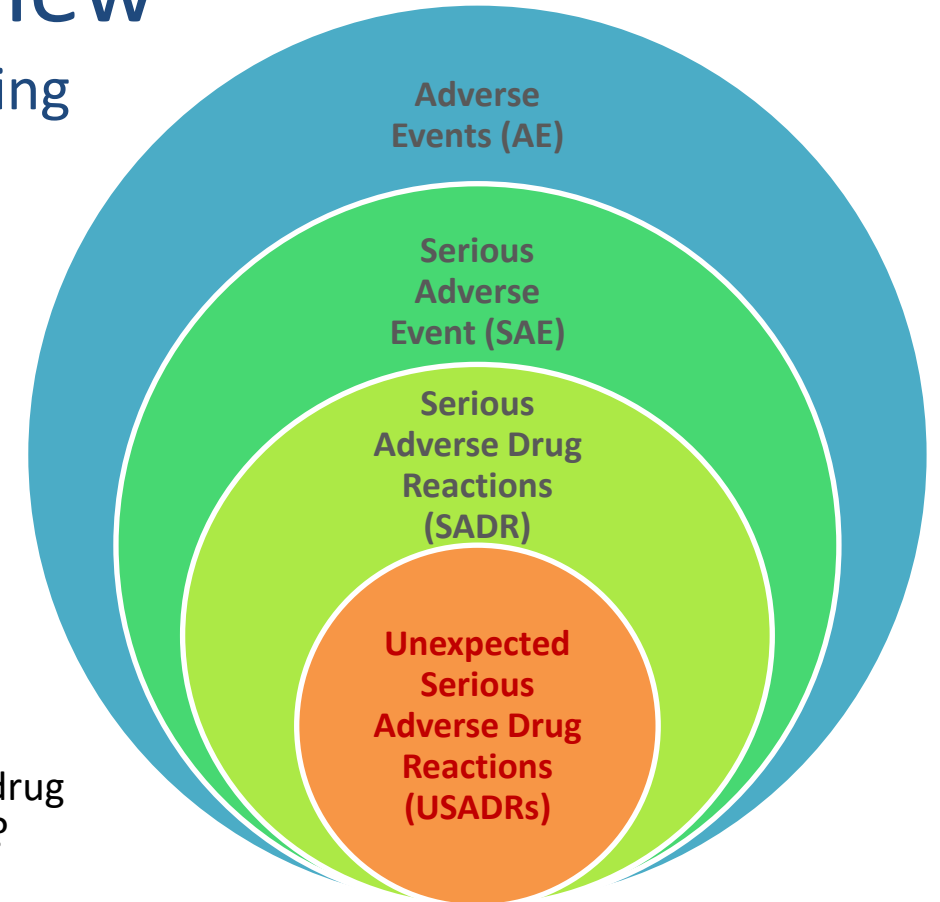 ing
Adverse
Events (AE)
Serious
Adverse
Event (SAE)
Serious
Adverse Drug
Reactions
(SADR)
Unexpected
Serious
Adverse Drug
Reactions
(USADRs)
drug
?